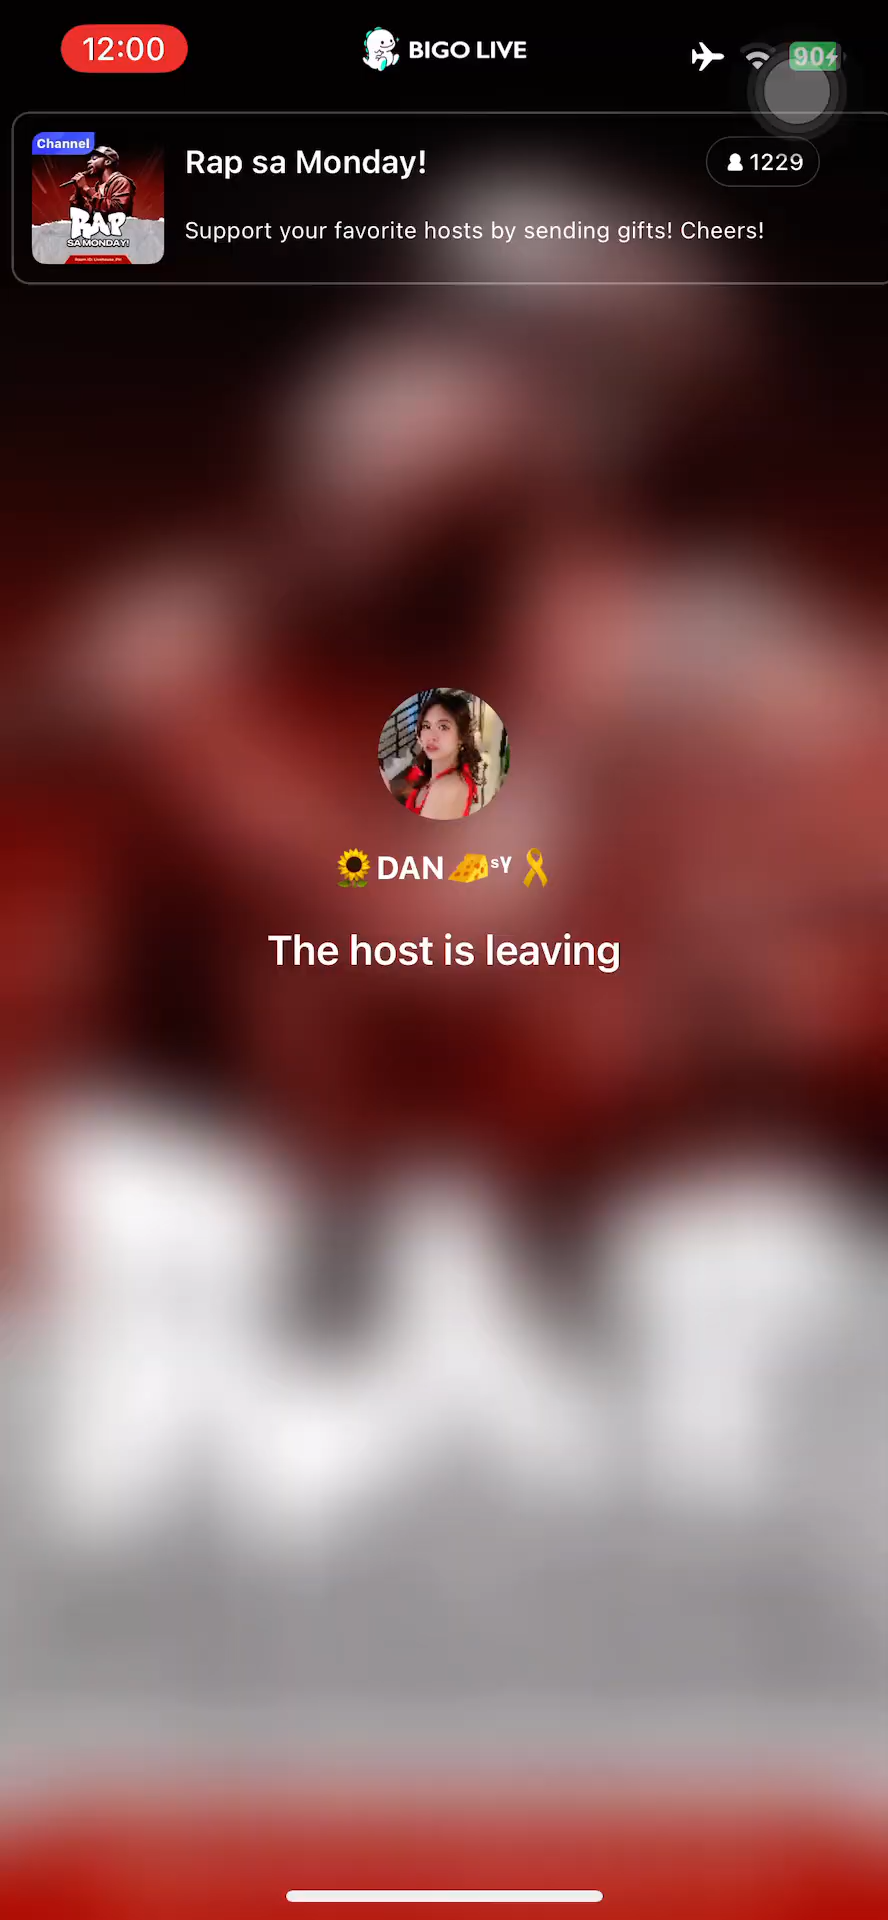 12:00
BIGO LIVE
90
Channel
RAP
SA MONDAY!
Rap sa Monday!
1229
Support your favorite hosts by sending gifts! Cheers!
🌻DAN🧀ˢY🎗️
The host is leaving